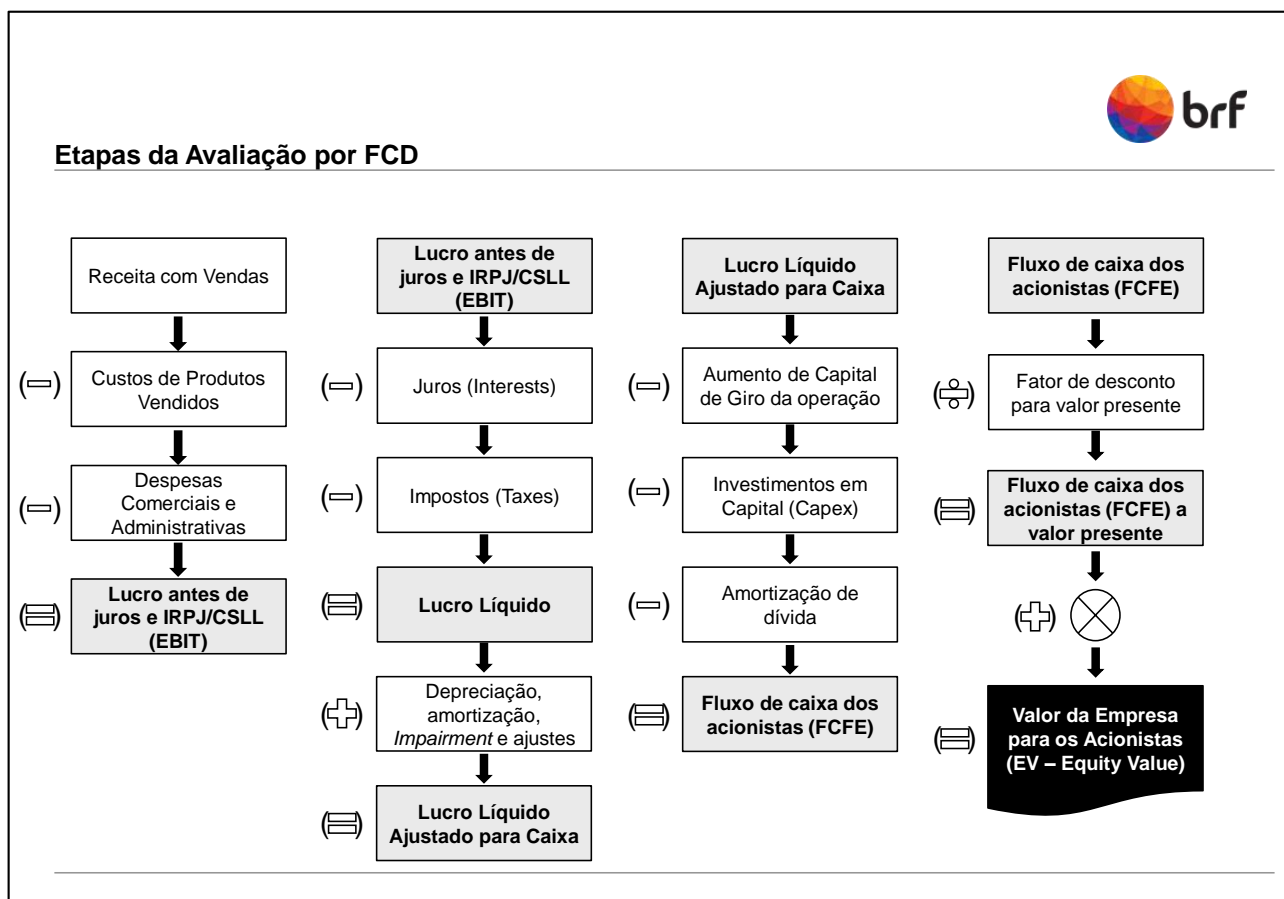 brf
Etapas da Avaliação por FCD
Receita com Vendas
(−)
Custos de Produtos
Vendidos
(−)
Despesas
Comerciais e
Administrativas
(=)
Lucro antes de
juros e IRPJ/CSLL
(EBIT)
Lucro antes de
juros e IRPJ/CSLL
(EBIT)
(−)
Juros (Interests)
(−)
Impostos (Taxes)
(=)
Lucro Líquido
(+)
Depreciação,
amortização,
Impairment e ajustes
(=)
Lucro Líquido
Ajustado para Caixa
Lucro Líquido
Ajustado para Caixa
(−)
Aumento de Capital
de Giro da operação
(−)
Investimentos em
Capital (Capex)
(−)
Amortização de
dívida
(=)
Fluxo de caixa dos
acionistas (FCFE)
Fluxo de caixa dos
acionistas (FCFE)
(÷)
Fator de desconto
para valor presente
(=)
Fluxo de caixa dos
acionistas (FCFE) a
valor presente
(+)
(=)
Valor da Empresa
para os Acionistas
(EV – Equity Value)